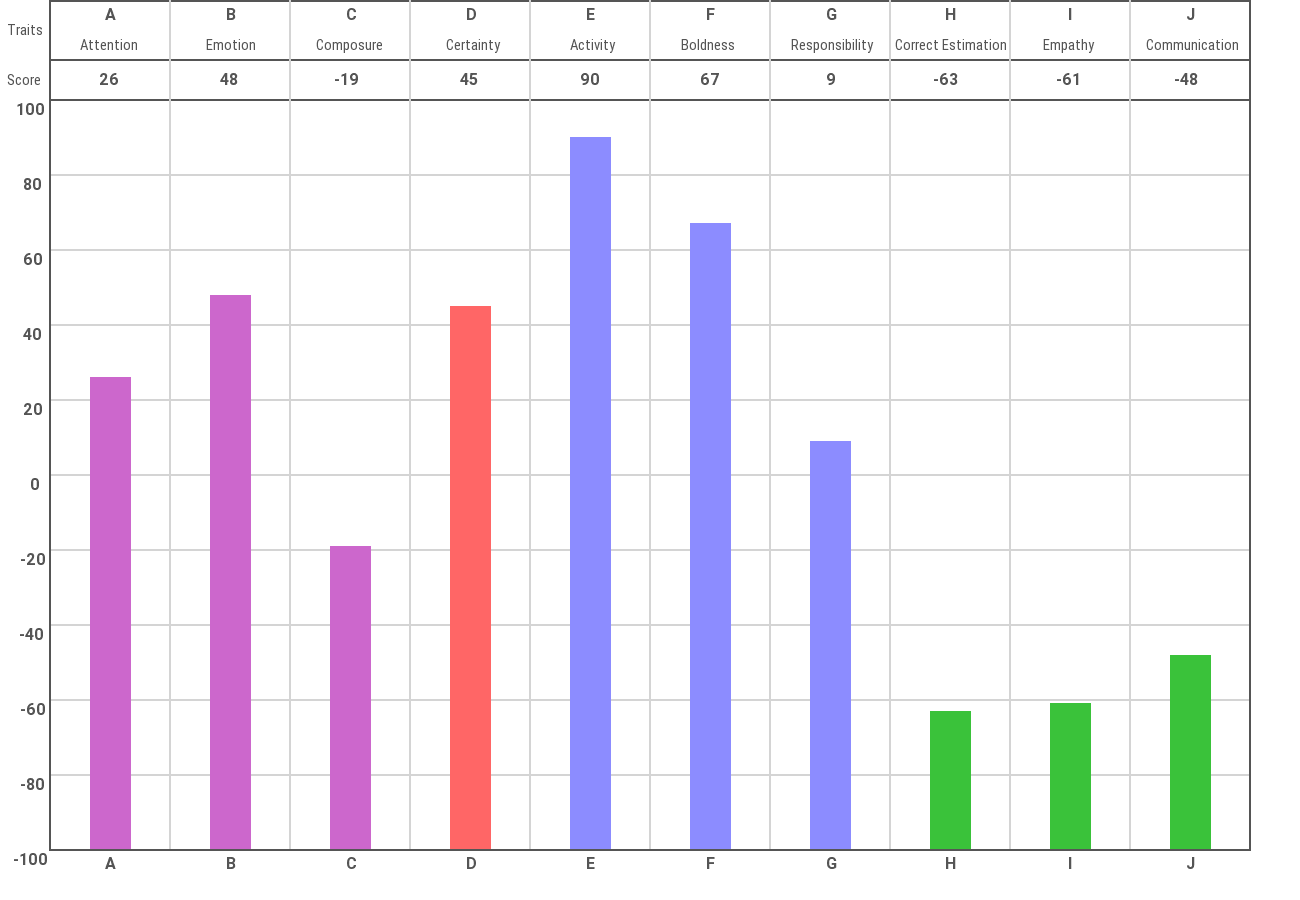 A B C D E F G H I J
Traits
Attention Emotion Composure Certainty Activity Boldness Responsibility Correct Estimation Empathy Communication
Score 26 48 -19 45 90 67 9 -63 -61 -48
100
80
60
40
20
0
-20
-40
-60
-80
-100
A B C D E F G H I J